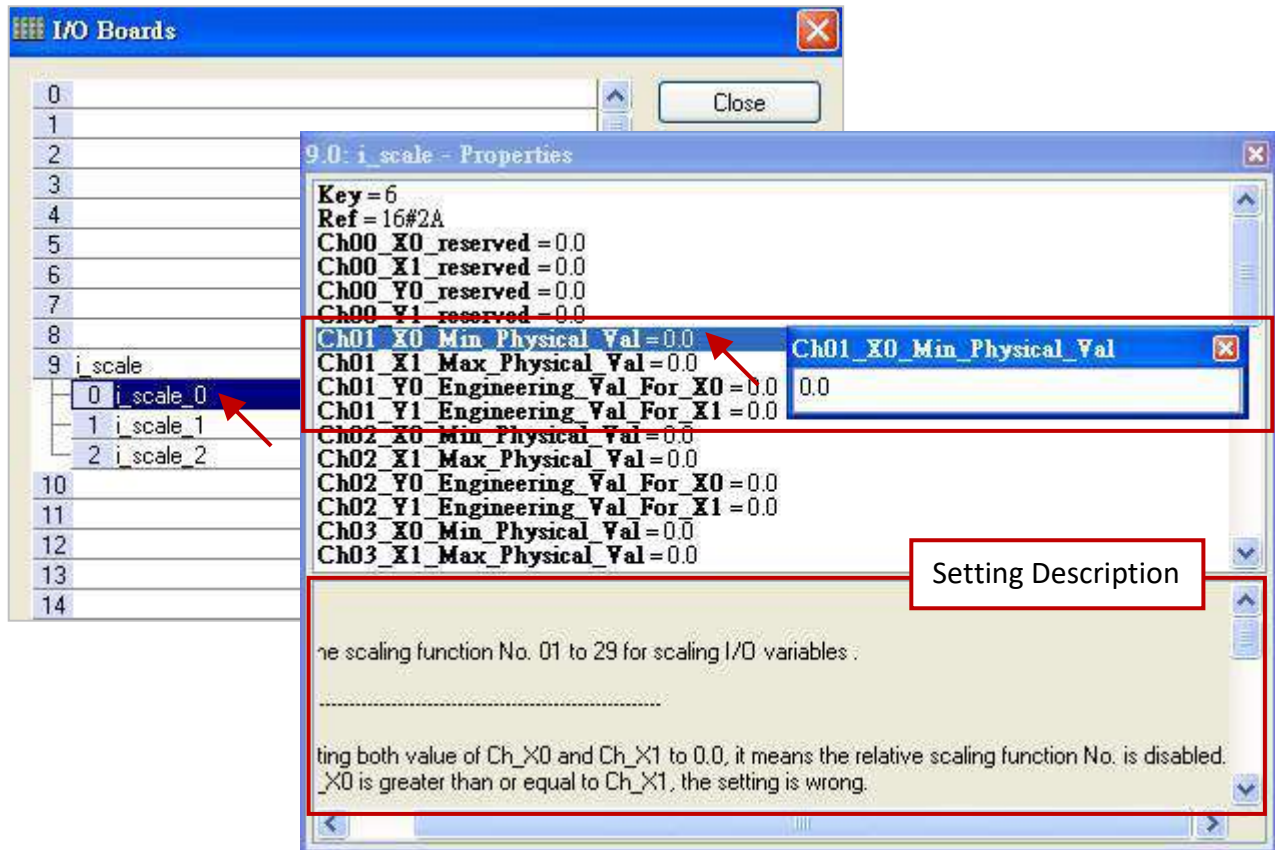 I/O Boards
Close
0
1
2
3
4
5
6
7
8
9 i_scale
0 i_scale_0
1 i_scale_1
2 i_scale_2
10
11
12
13
14
9.0: i_scale - Properties
Key = 6
Ref = 16#2A
Ch00_X0_reserved = 0.0
Ch00_X1_reserved = 0.0
Ch00_Y0_reserved = 0.0
Ch00_Y1_reserved = 0.0
Ch01_X0_Min_Physical_Val = 0.0
Ch01_X1_Max_Physical_Val = 0.0
Ch01_Y0_Engineering_Val_For_X0 = 0.0
Ch01_Y1_Engineering_Val_For_X1 = 0.0
Ch02_X0_Min_Physical_Val = 0.0
Ch02_X1_Max_Physical_Val = 0.0
Ch02_Y0_Engineering_Val_For_X0 = 0.0
Ch02_Y1_Engineering_Val_For_X1 = 0.0
Ch03_X0_Min_Physical_Val = 0.0
Ch03_X1_Max_Physical_Val = 0.0
Ch01_X0_Min_Physical_Val
0.0
Setting Description
he scaling function No. 01 to 29 for scaling I/O variables .
-------------------------------------------------------
ting both value of Ch_X0 and Ch_X1 to 0.0, it means the relative scaling function No. is disabled.
_X0 is greater than or equal to Ch_X1, the setting is wrong.